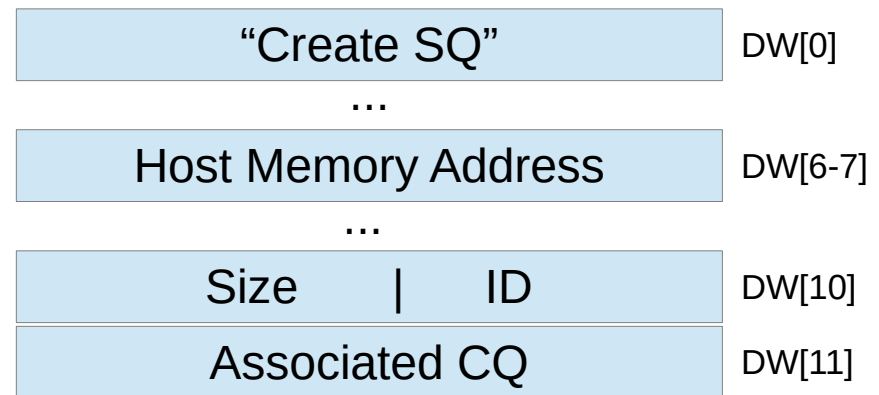 “Create SQ” DW[0]
...
Host Memory Address DW[6-7]
...
Size | ID DW[10]
Associated CQ DW[11]